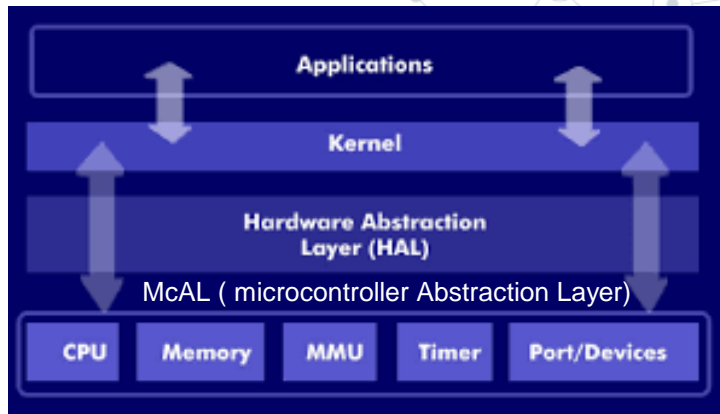 Applications
Kernel
Hardware Abstraction
Layer (HAL)
McAL ( microcontroller Abstraction Layer)
CPU Memory MMU Timer Port/Devices